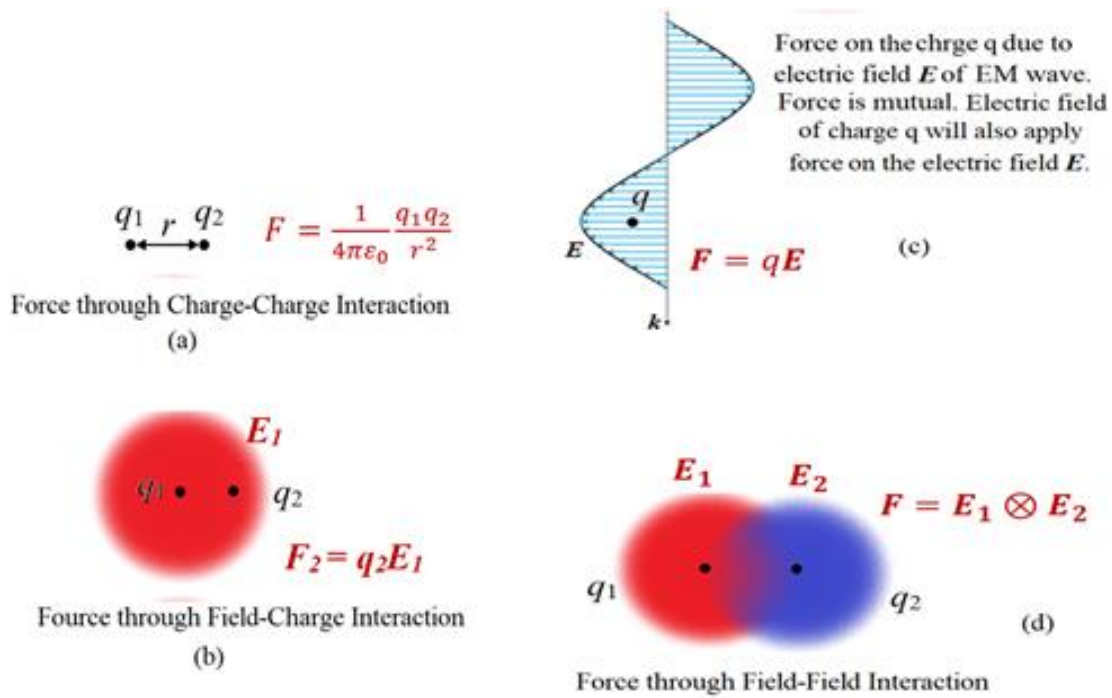 q₁ r q₂ F = 1/4πε₀ q₁q₂/r²
Force through Charge-Charge Interaction
(a)
Force on the chrge q due to
electric field E of EM wave.
Force is mutual. Electric field
of charge q will also apply
force on the electric field E.
q
E
F = qE
(c)
k
E₁
q₁
q₂
F₂ = q₂E₁
Fource through Field-Charge Interaction
(b)
E₁ E₂
F = E₁ ⊗ E₂
q₁
q₂
(d)
Force through Field-Field Interaction